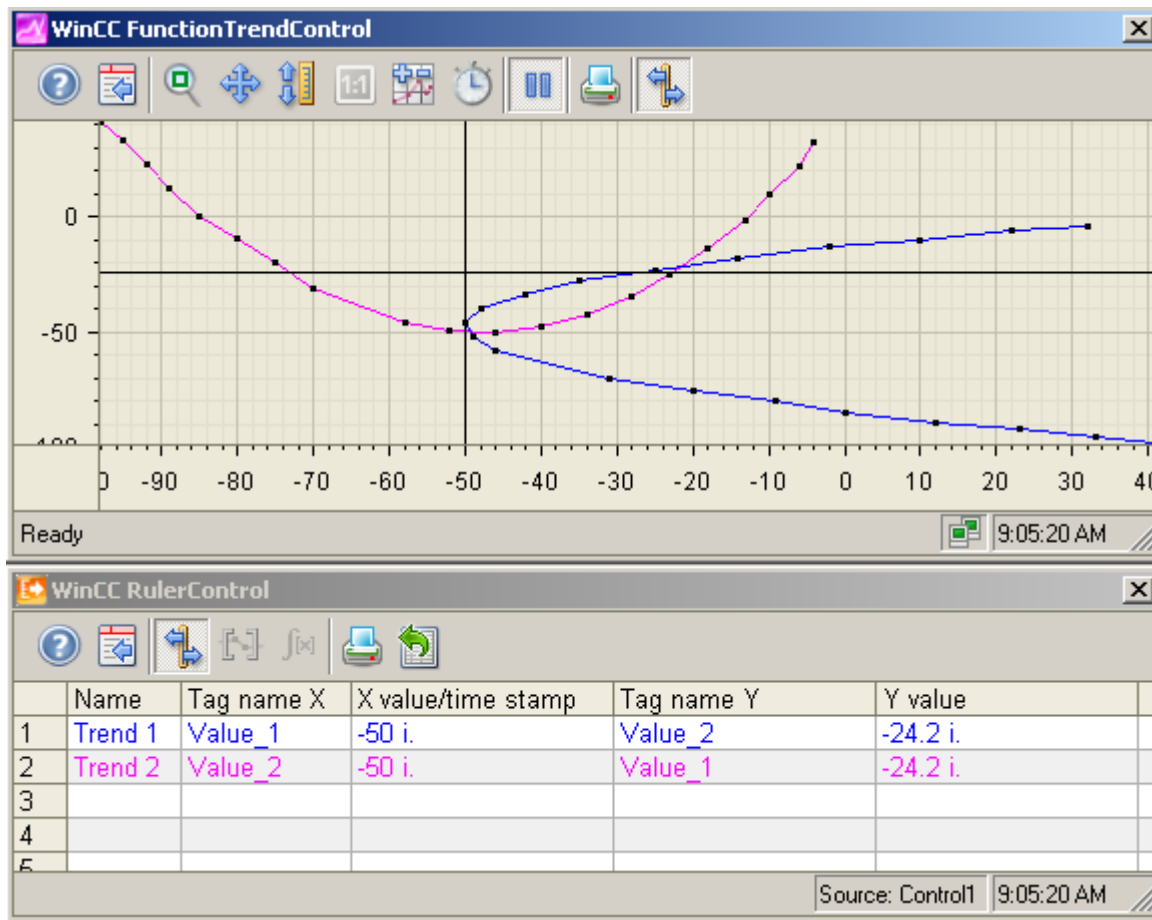 WinCC FunctionTrendControl
1:1
0
-50
-90 -80 -70 -60 -50 -40 -30 -20 -10 0 10 20 30
Ready
9:05:20 AM
WinCC RulerControl
Name Tag name X X value/time stamp Tag name Y Y value
1 Trend 1 Value_1 -50 i. Value_2 -24.2 i.
2 Trend 2 Value_2 -50 i. Value_1 -24.2 i.
3
4
5
Source: Control1 9:05:20 AM